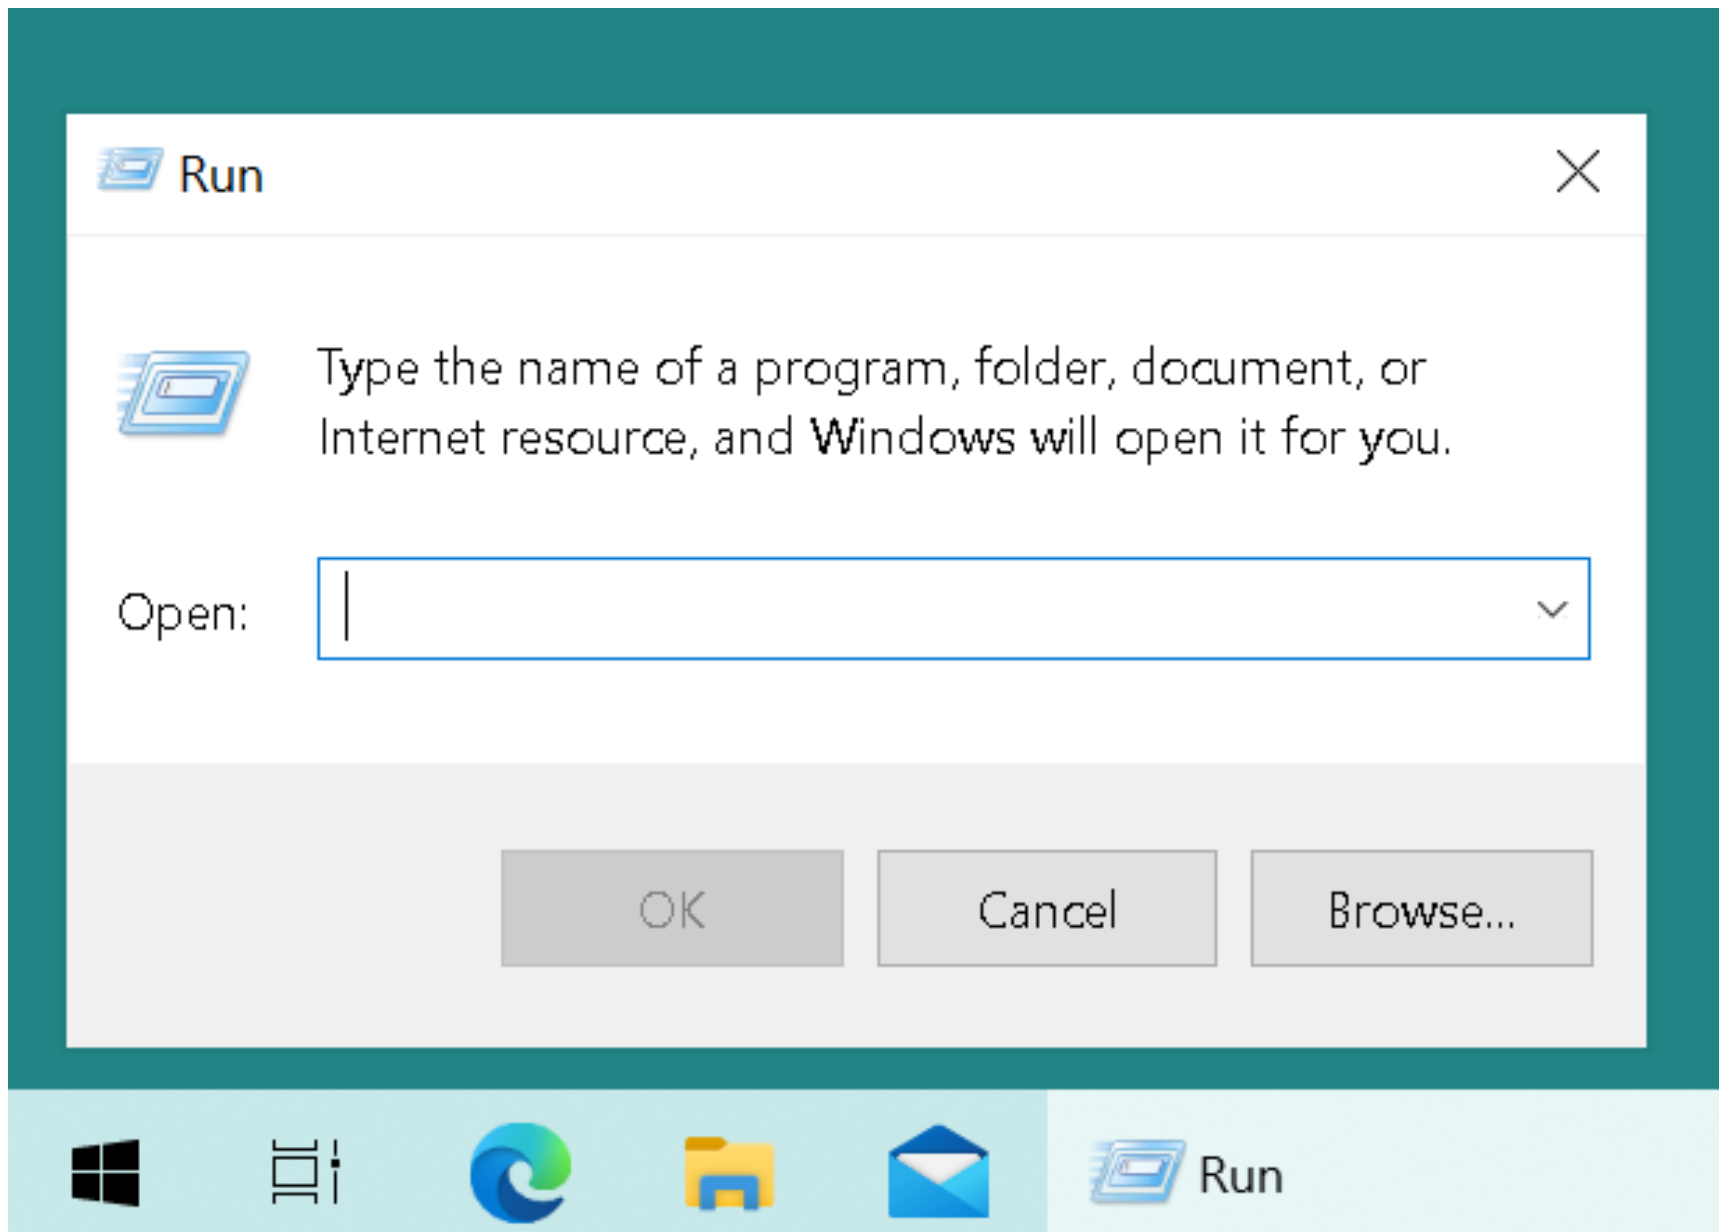 Run
Type the name of a program, folder, document, or
Internet resource, and Windows will open it for you.
Open:
OK
Cancel
Browse...
Run